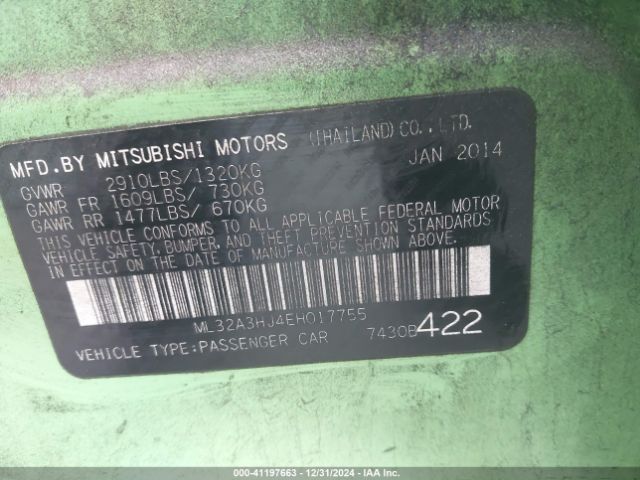 MFD.BY MITSUBISHI MOTORS (THAILAND)CO.,LTD.
GVWR 2910LBS/1320KG JAN 2014
GAWR FR 1609LBS/ 730KG
GAWR RR 1477LBS/ 670KG
THIS VEHICLE CONFORMS TO ALL APPLICABLE FEDERAL MOTOR
VEHICLE SAFETY, BUMPER, AND THEFT PREVENTION STANDARDS
IN EFFECT ON THE DATE OF MANUFACTURE SHOWN ABOVE.
ML32A3HJ4EH017755
VEHICLE TYPE:PASSENGER CAR 7430B 422
000-41197663 - 12/31/2024 - IAA Inc.